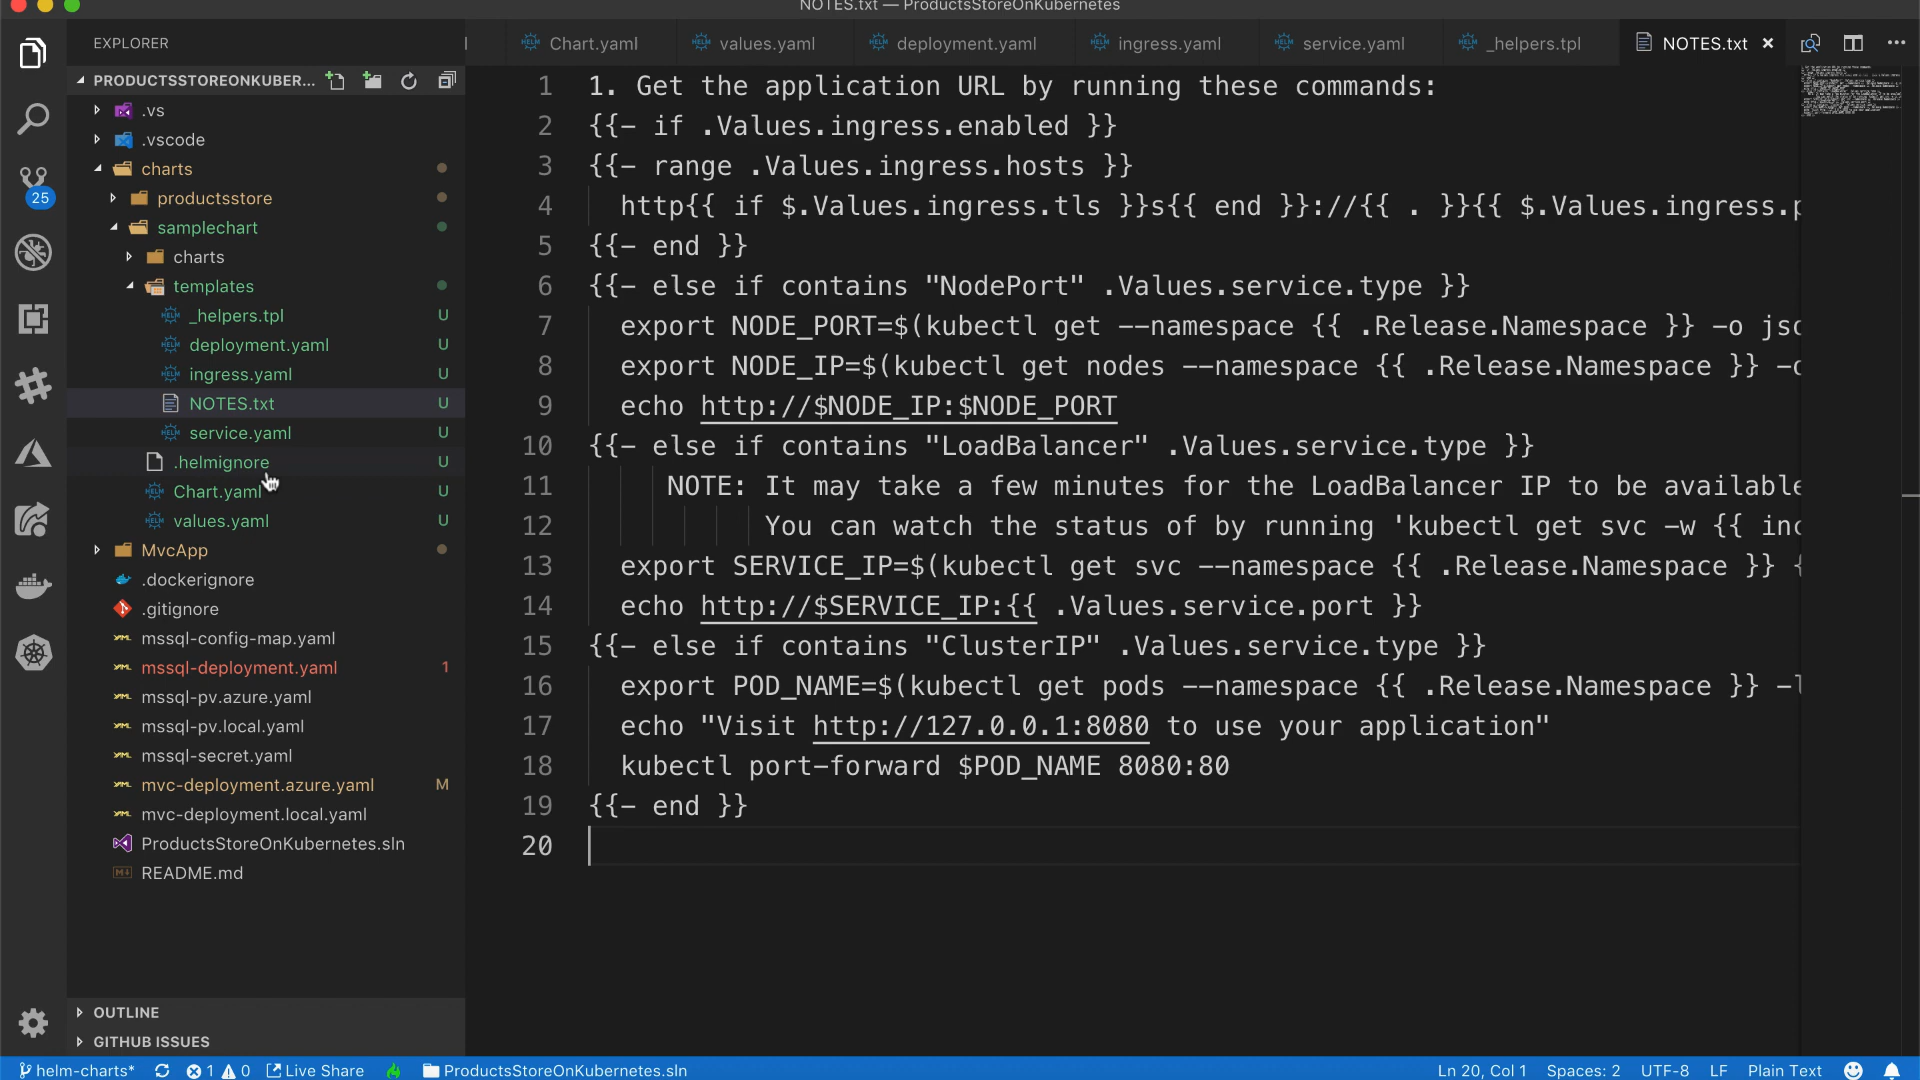 NOTES.txt — ProductsStoreOnKubernetes
EXPLORER
Chart.yaml
values.yaml
deployment.yaml
ingress.yaml
service.yaml
_helpers.tpl
NOTES.txt
PRODUCTSSTOREONKUBER...
.vs
.vscode
charts
productsstore
samplechart
charts
templates
_helpers.tpl U
deployment.yaml U
ingress.yaml U
NOTES.txt U
service.yaml U
.helmignore U
Chart.yaml U
values.yaml U
MvcApp
.dockerignore
.gitignore
mssql-config-map.yaml
mssql-deployment.yaml 1
mssql-pv.azure.yaml
mssql-pv.local.yaml
mssql-secret.yaml
mvc-deployment.azure.yaml M
mvc-deployment.local.yaml
ProductsStoreOnKubernetes.sln
README.md
OUTLINE
GITHUB ISSUES
25
1 1. Get the application URL by running these commands:
2 {{- if .Values.ingress.enabled }}
3 {{- range .Values.ingress.hosts }}
4 http{{ if $.Values.ingress.tls }}s{{ end }}://{{ . }}{{ $.Values.ingress.p
5 {{- end }}
6 {{- else if contains "NodePort" .Values.service.type }}
7 export NODE_PORT=$(kubectl get --namespace {{ .Release.Namespace }} -o jso
8 export NODE_IP=$(kubectl get nodes --namespace {{ .Release.Namespace }} -o
9 echo http://$NODE_IP:$NODE_PORT
10 {{- else if contains "LoadBalancer" .Values.service.type }}
11 NOTE: It may take a few minutes for the LoadBalancer IP to be available
12 You can watch the status of by running 'kubectl get svc -w {{ inc
13 export SERVICE_IP=$(kubectl get svc --namespace {{ .Release.Namespace }} {
14 echo http://$SERVICE_IP:{{ .Values.service.port }}
15 {{- else if contains "ClusterIP" .Values.service.type }}
16 export POD_NAME=$(kubectl get pods --namespace {{ .Release.Namespace }} -l
17 echo "Visit http://127.0.0.1:8080 to use your application"
18 kubectl port-forward $POD_NAME 8080:80
19 {{- end }}
20
helm-charts* 1 0 Live Share ProductsStoreOnKubernetes.sln Ln 20, Col 1 Spaces: 2 UTF-8 LF Plain Text